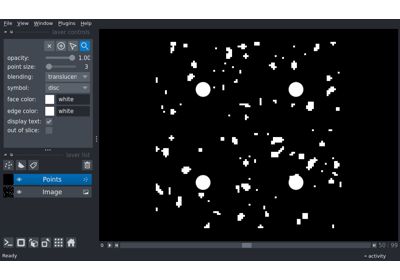 File View Window Plugins Help
layer controls
opacity: 1.00
point size: 3
blending: translucen
symbol: disc
face color: white
edge color: white
display text:
out of slice:
layer list
Points
Image
0 50 99
Ready activity